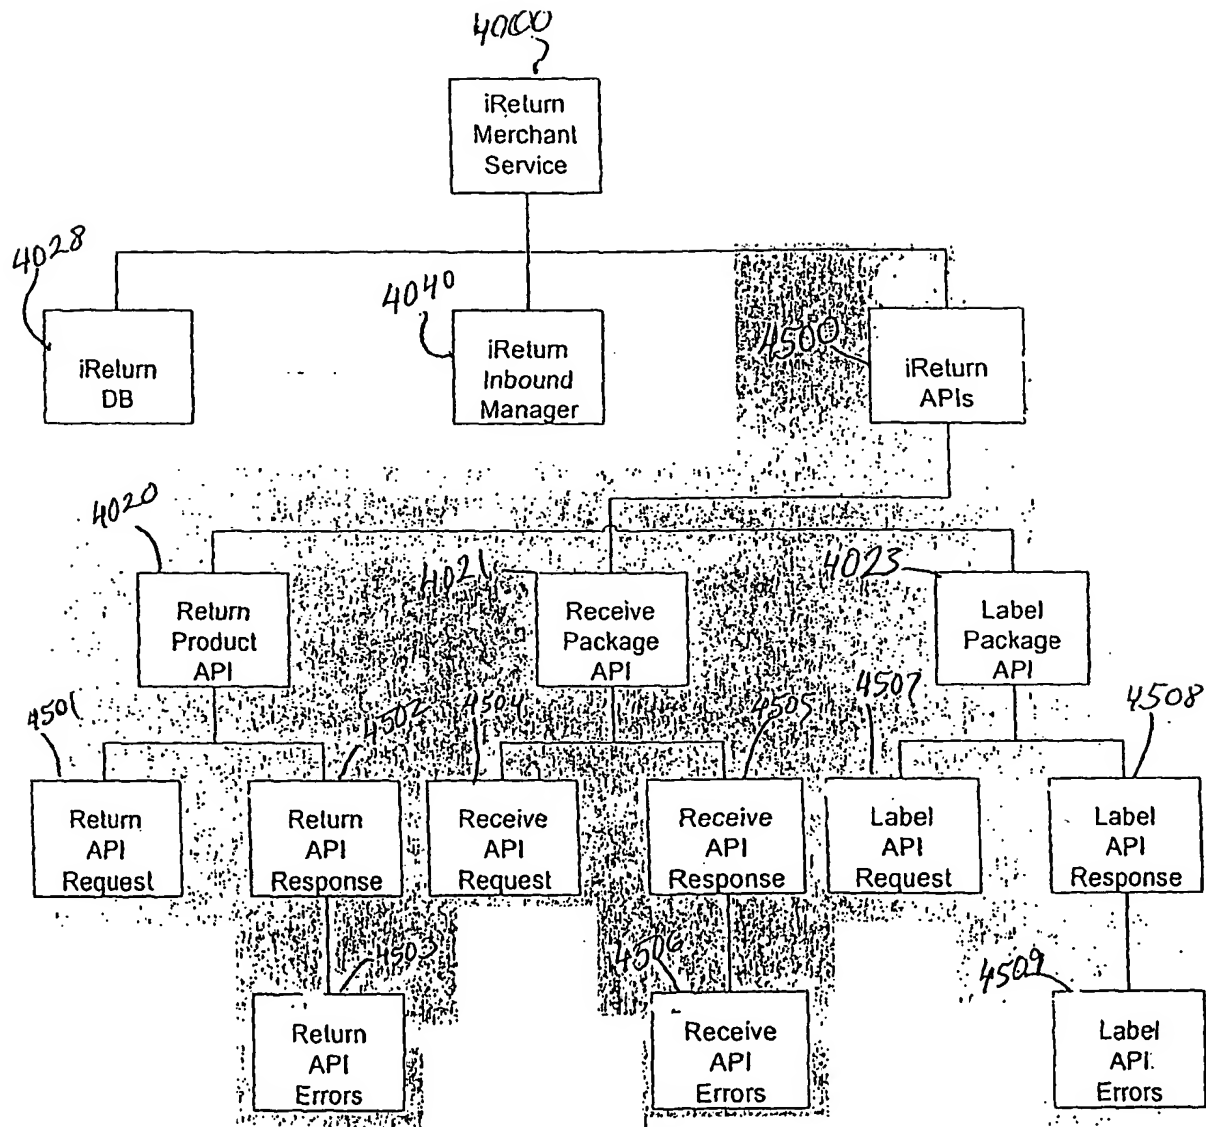 4000
iReturn
Merchant
Service
4028
4040
4500
iReturn
DB
iReturn
Inbound
Manager
iReturn
APIs
4020
4021
4023
Return
Product
API
Receive
Package
API
Label
Package
API
4501
4502
4504
4505
4507
4508
Return
API
Request
Return
API
Response
Receive
API
Request
Receive
API
Response
Label
API
Request
Label
API
Response
4503
4506
4509
Return
API
Errors
Receive
API
Errors
Label
API
Errors